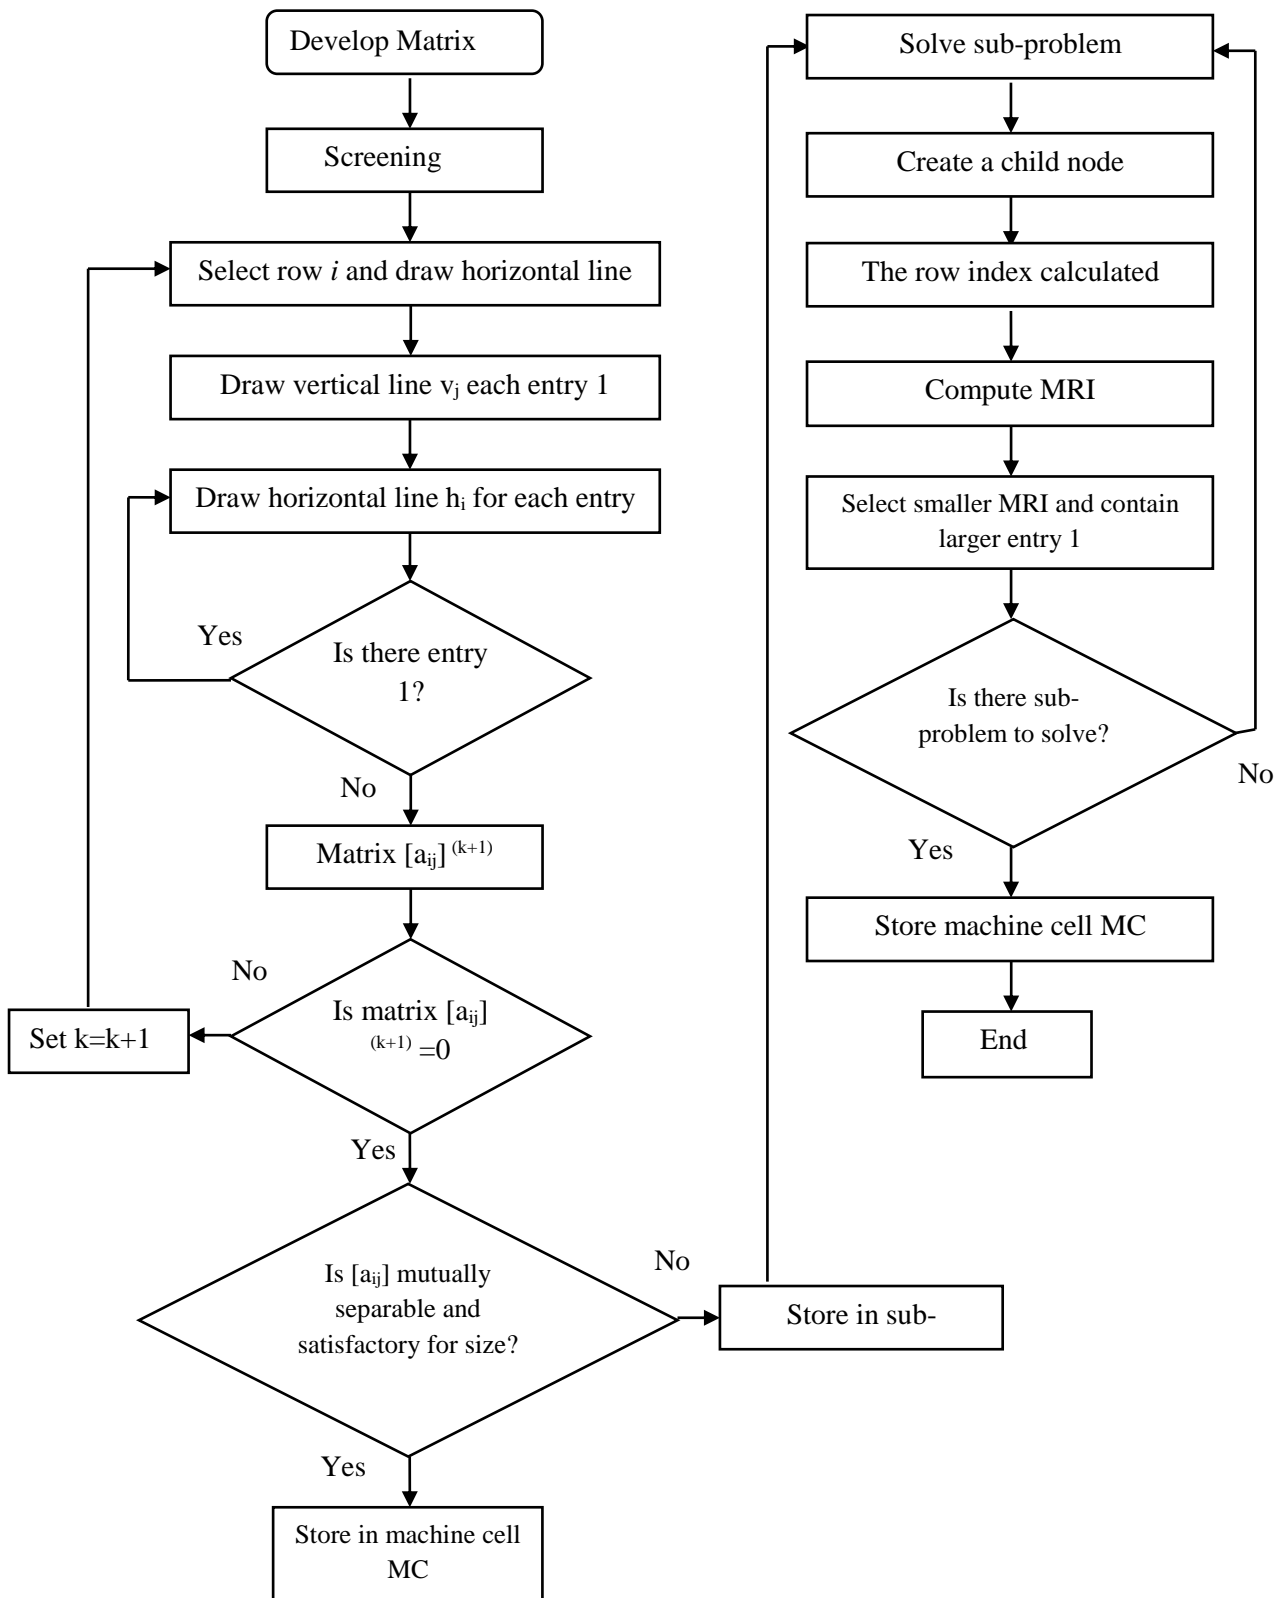 Develop Matrix
Screening
Select row i and draw horizontal line
Draw vertical line vj each entry 1
Draw horizontal line hi for each entry
Yes
Is there entry
1?
No
Matrix [aij] (k+1)
No
Is matrix [aij]
(k+1) =0
Set k=k+1
Yes
Is [aij] mutually
separable and
satisfactory for size?
No
Store in sub-
Yes
Store in machine cell
MC
Solve sub-problem
Create a child node
The row index calculated
Compute MRI
Select smaller MRI and contain
larger entry 1
Is there sub-
problem to solve?
No
Yes
Store machine cell MC
End